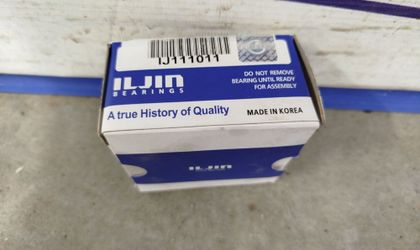 IJ111011
ILJIN
BEARINGS
DO NOT REMOVE
BEARING UNTIL READY
FOR ASSEMBLY
A true History of Quality
MADE IN KOREA
ILJIN